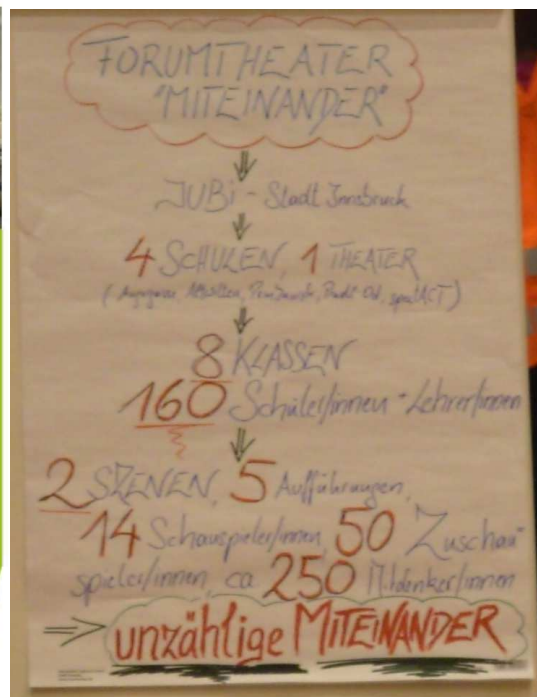 FORUMTHEATER
"MITEINANDER"
JUBi - Stadt Innsbruck
4 SCHULEN, 1 THEATER
8 KLASSEN
160 Schüler/innen + Lehrer/innen
2 SZENEN, 5 Aufführungen,
14 Schauspieler/innen, 50 Zuschau"
spieler/innen, ca 250 Mitdenker/innen
unzählige MITEINANDER